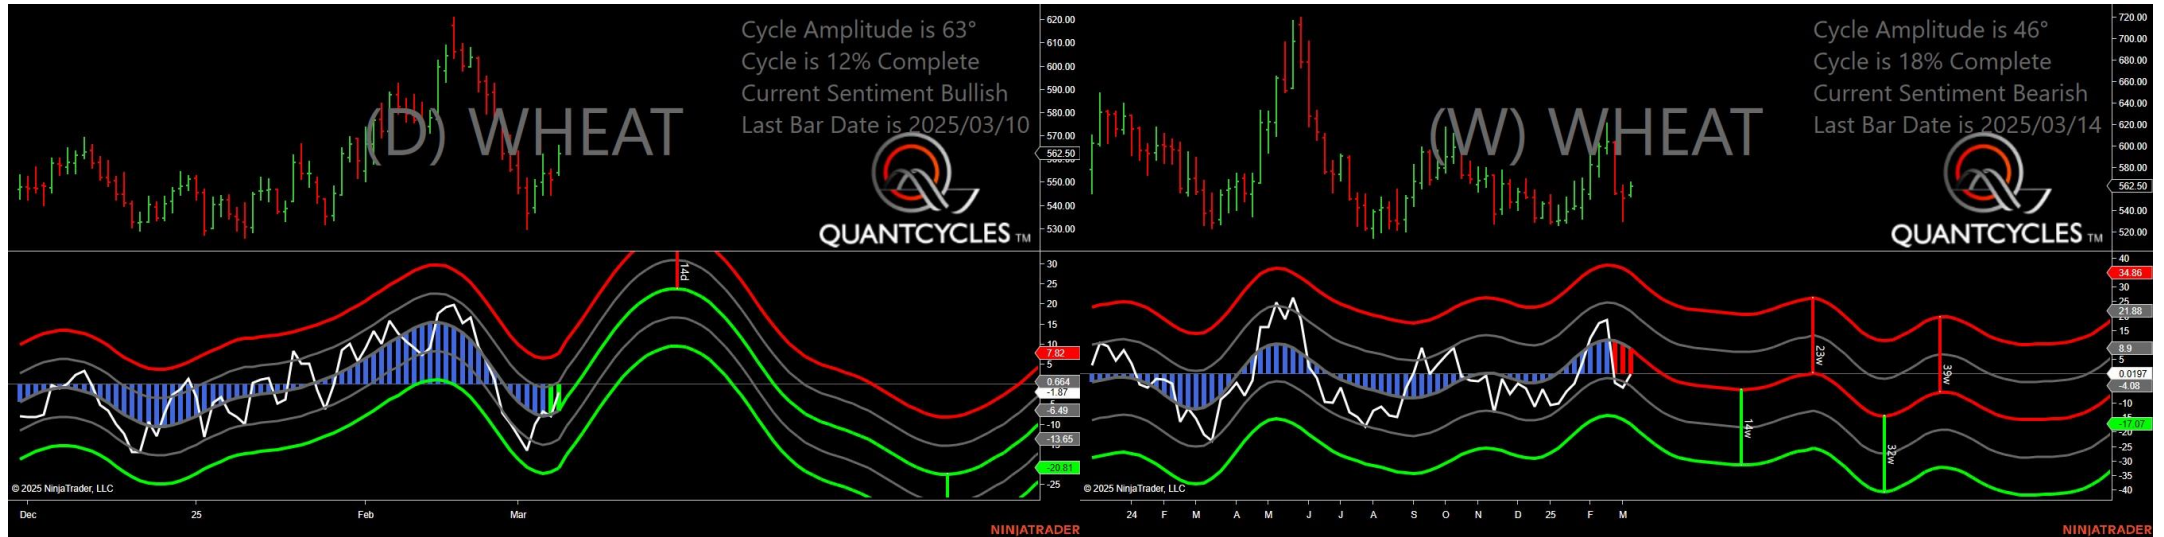 Cycle Amplitude is 63°
Cycle is 12% Complete
Current Sentiment Bullish
Last Bar Date is 2025/03/10
(D) WHEAT
QUANTCYCLES TM
620.00
610.00
600.00
590.00
580.00
570.00
562.50
550.00
540.00
530.00
14d
30
25
20
15
10
7.82
5
0.664
-1.87
-6.49
-10
-13.65
-20.81
-25
© 2025 NinjaTrader, LLC
Dec 25 Feb Mar
NINJATRADER
Cycle Amplitude is 46°
Cycle is 18% Complete
Current Sentiment Bearish
Last Bar Date is 2025/03/14
(W) WHEAT
QUANTCYCLES TM
720.00
700.00
680.00
660.00
640.00
620.00
600.00
580.00
562.50
540.00
520.00
23w
39w
14w
32w
40
34.86
30
21.88
15
8.9
5
0.0197
-4.08
-10
-17.07
-25
-30
-35
-40
© 2025 NinjaTrader, LLC
24 F M A M J J A S O N D 25 F M
NINJATRADER